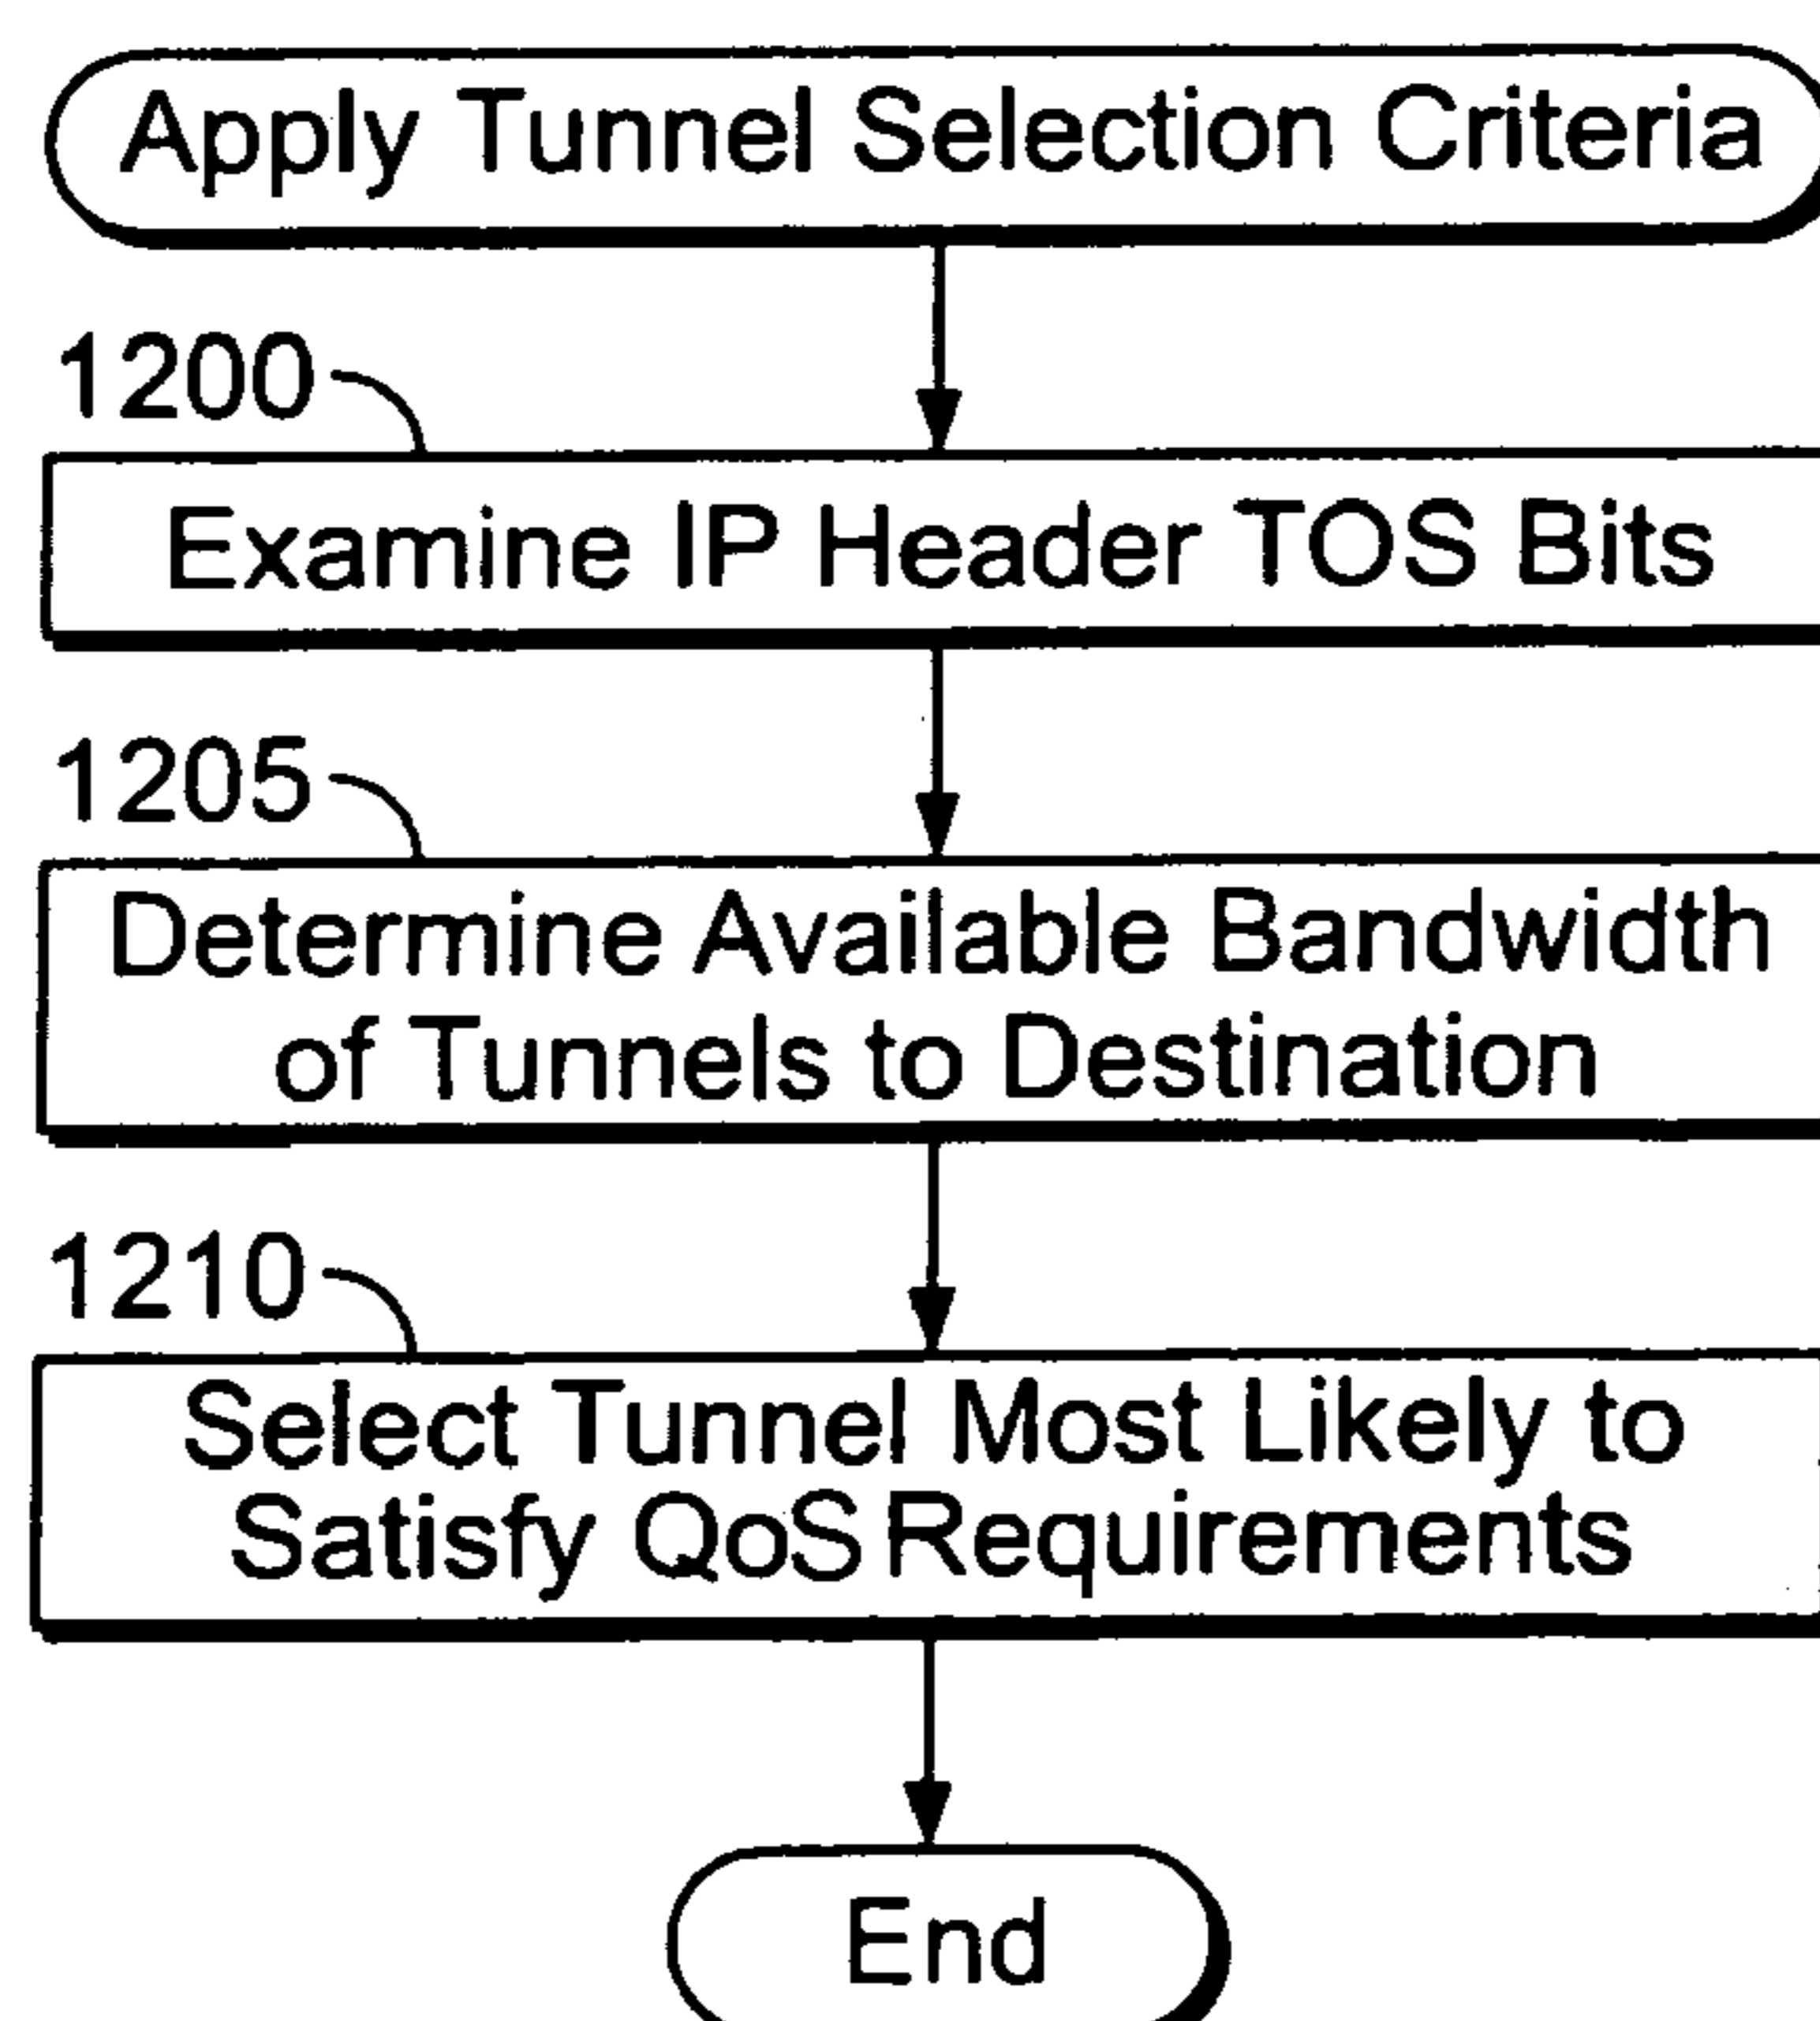 Apply Tunnel Selection Criteria
1200
Examine IP Header TOS Bits
1205
Determine Available Bandwidth
of Tunnels to Destination
1210
Select Tunnel Most Likely to
Satisfy QoS Requirements
End